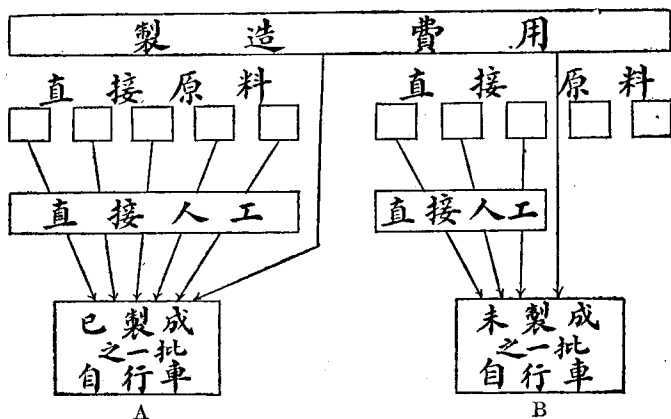 製造費用
直接原料
直接原料
直接人工
直接人工
已製成
之一批
自行車
未製成
之一批
自行車
A
B